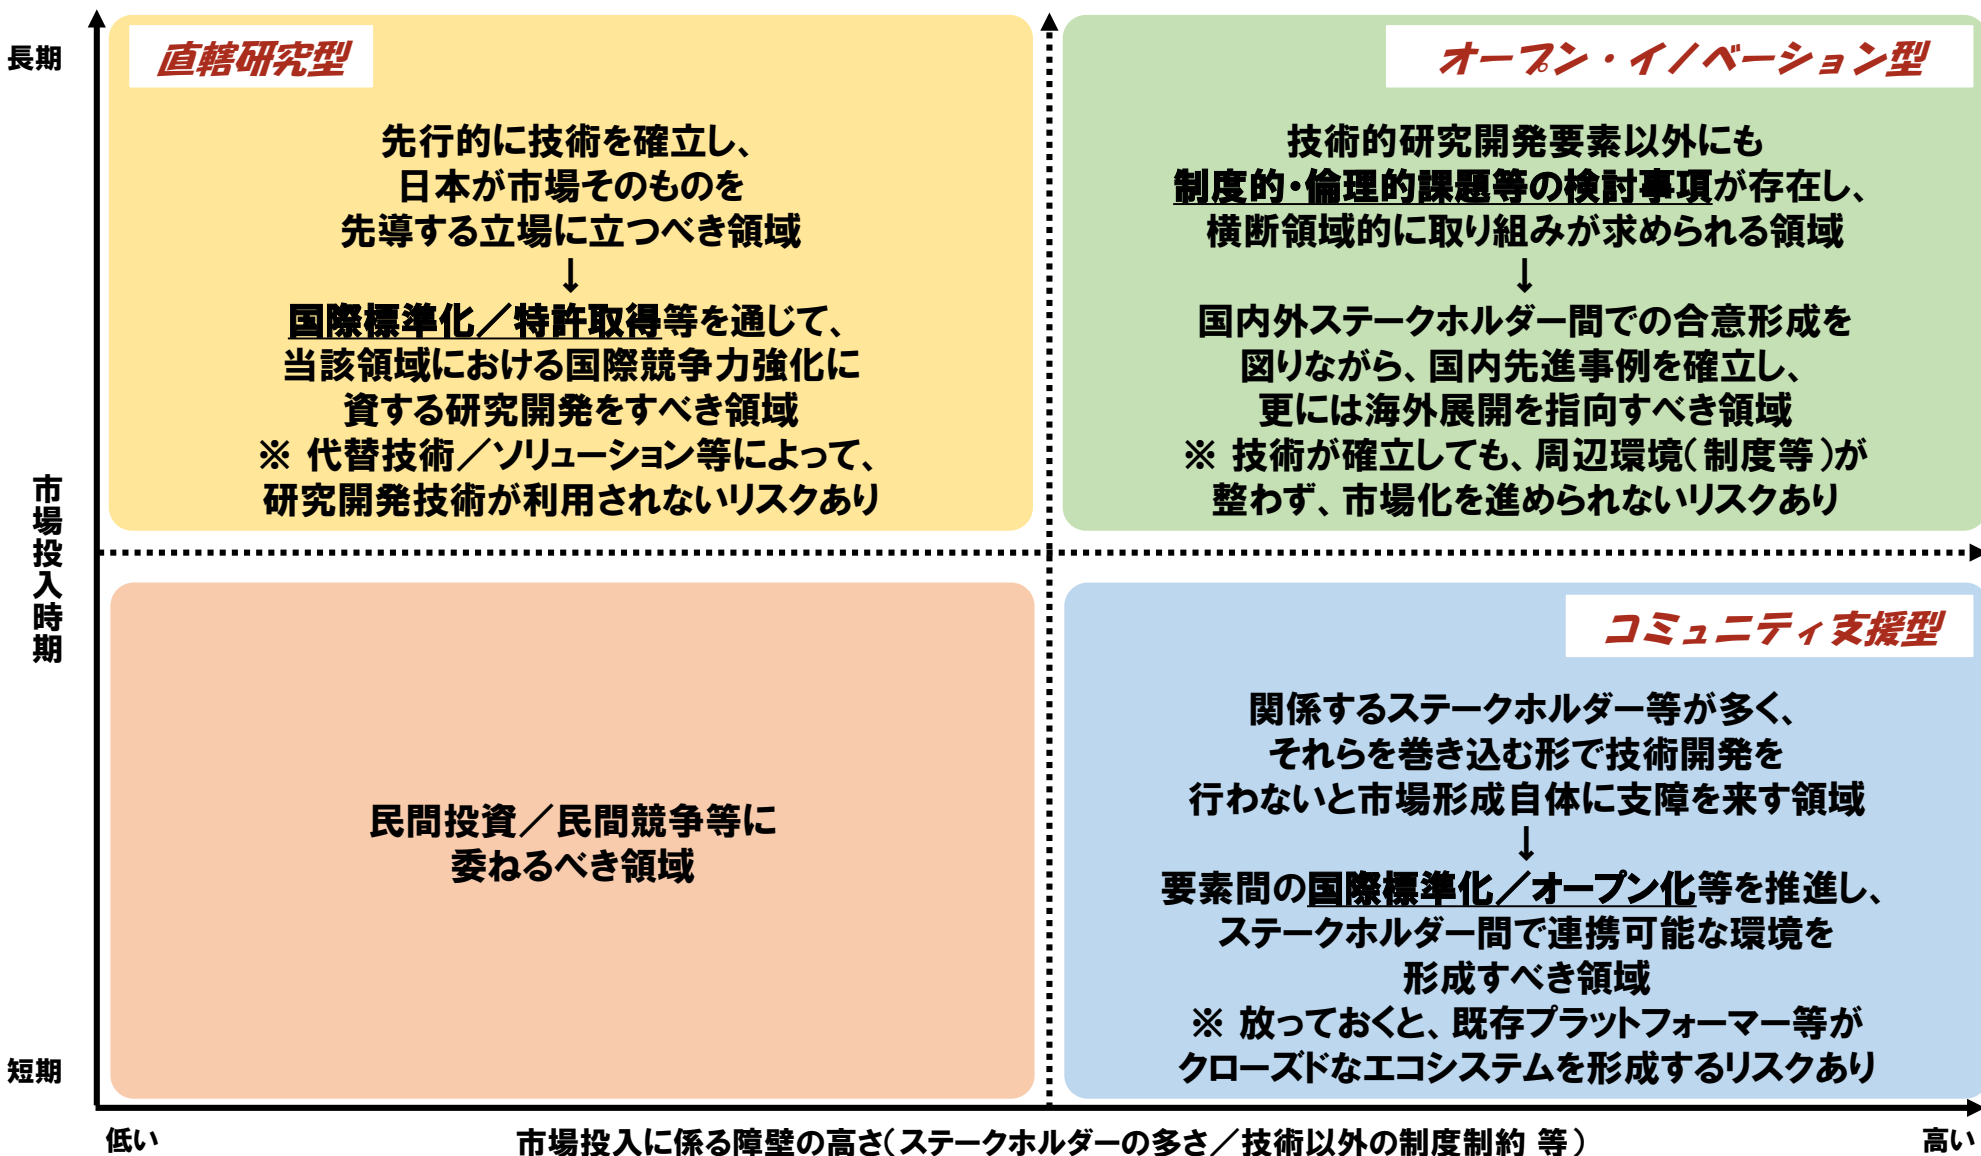 長期
直轄研究型
先行的に技術を確立し、
日本が市場そのものを
先導する立場に立つべき領域
↓
国際標準化／特許取得等を通じて、
当該領域における国際競争力強化に
資する研究開発をすべき領域
※ 代替技術／ソリューション等によって、
研究開発技術が利用されないリスクあり
オープン・イノベーション型
技術的研究開発要素以外にも
制度的・倫理的課題等の検討事項が存在し、
横断領域的に取り組みが求められる領域
↓
国内外ステークホルダー間での合意形成を
図りながら、国内先進事例を確立し、
更には海外展開を指向すべき領域
※ 技術が確立しても、周辺環境（制度等）が
整わず、市場化を進められないリスクあり
市場投入時期
民間投資／民間競争等に
委ねるべき領域
コミュニティ支援型
関係するステークホルダー等が多く、
それらを巻き込む形で技術開発を
行わないと市場形成自体に支障を来す領域
↓
要素間の国際標準化／オープン化等を推進し、
ステークホルダー間で連携可能な環境を
形成すべき領域
※ 放っておくと、既存プラットフォーマー等が
クローズドなエコシステムを形成するリスクあり
短期
低い
市場投入に係る障壁の高さ（ステークホルダーの多さ／技術以外の制度制約 等）
高い